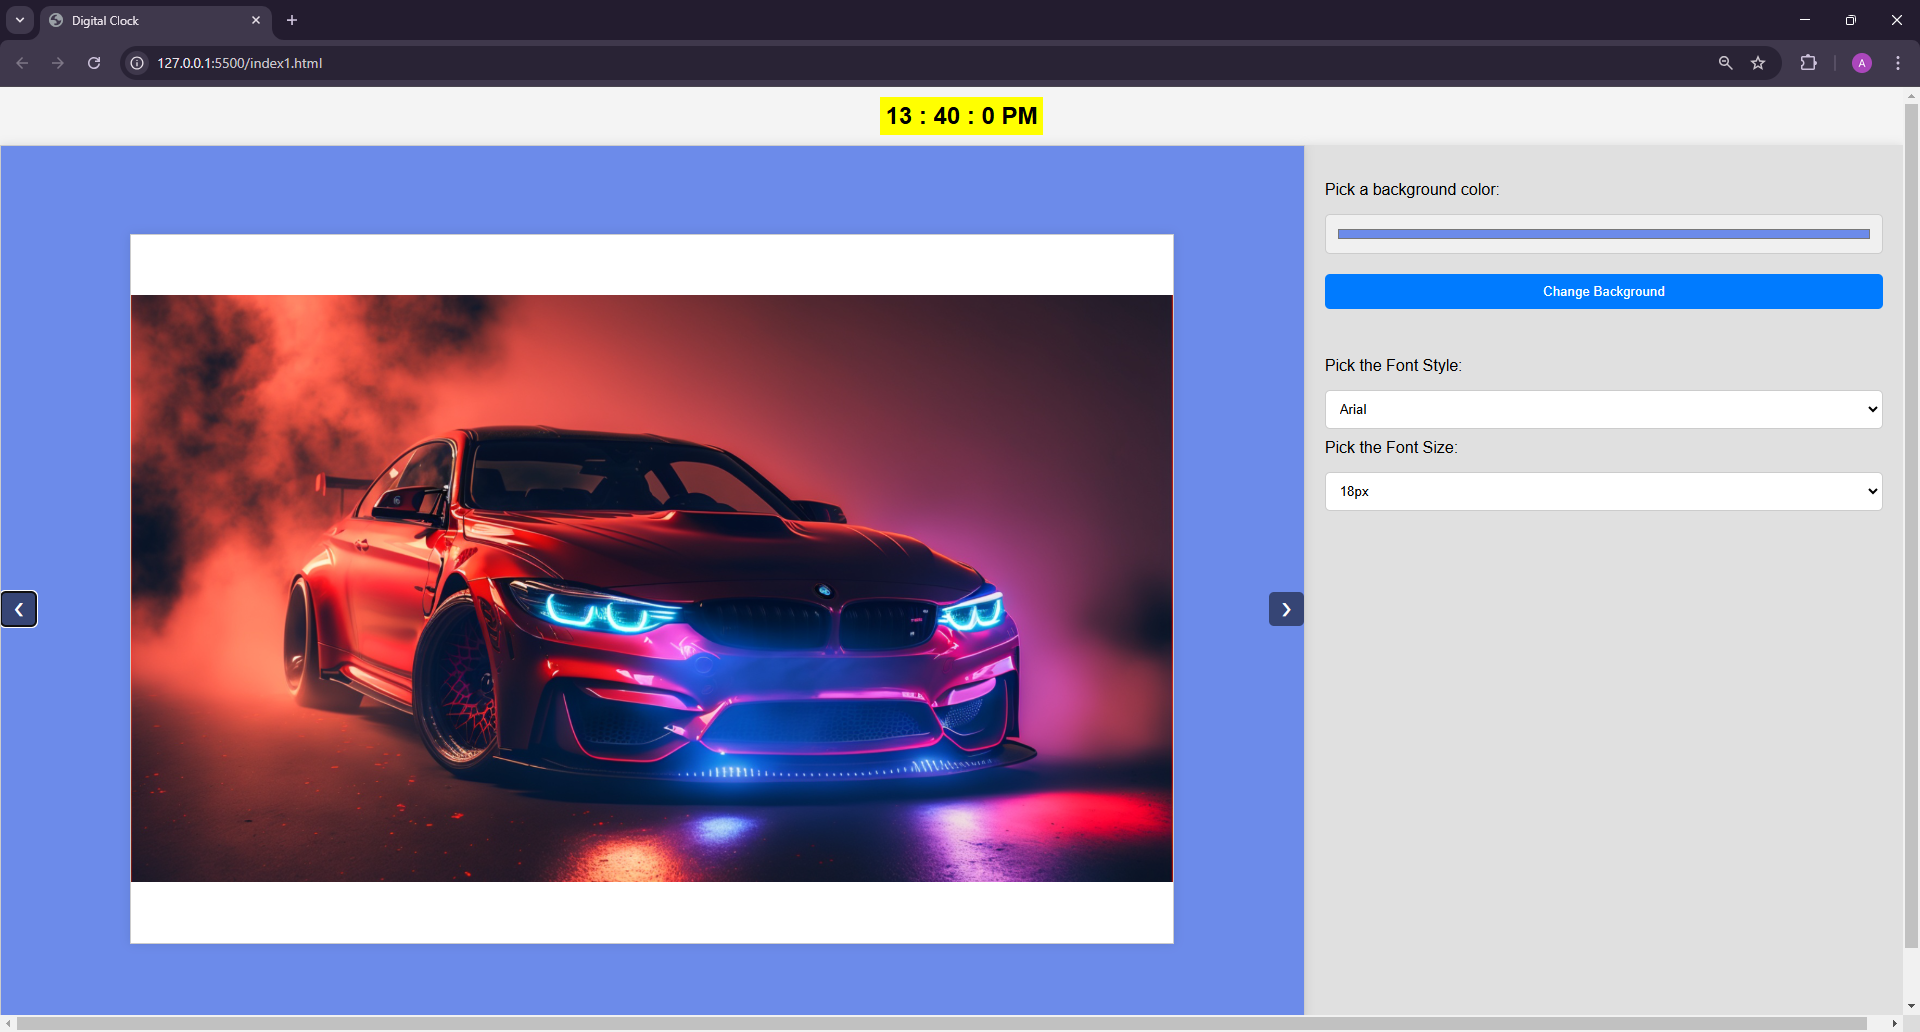 Digital Clock
127.0.0.1:5500/index1.html
A
13 : 40 : 0 PM
Pick a background color:
Change Background
Pick the Font Style:
Arial
Pick the Font Size:
18px